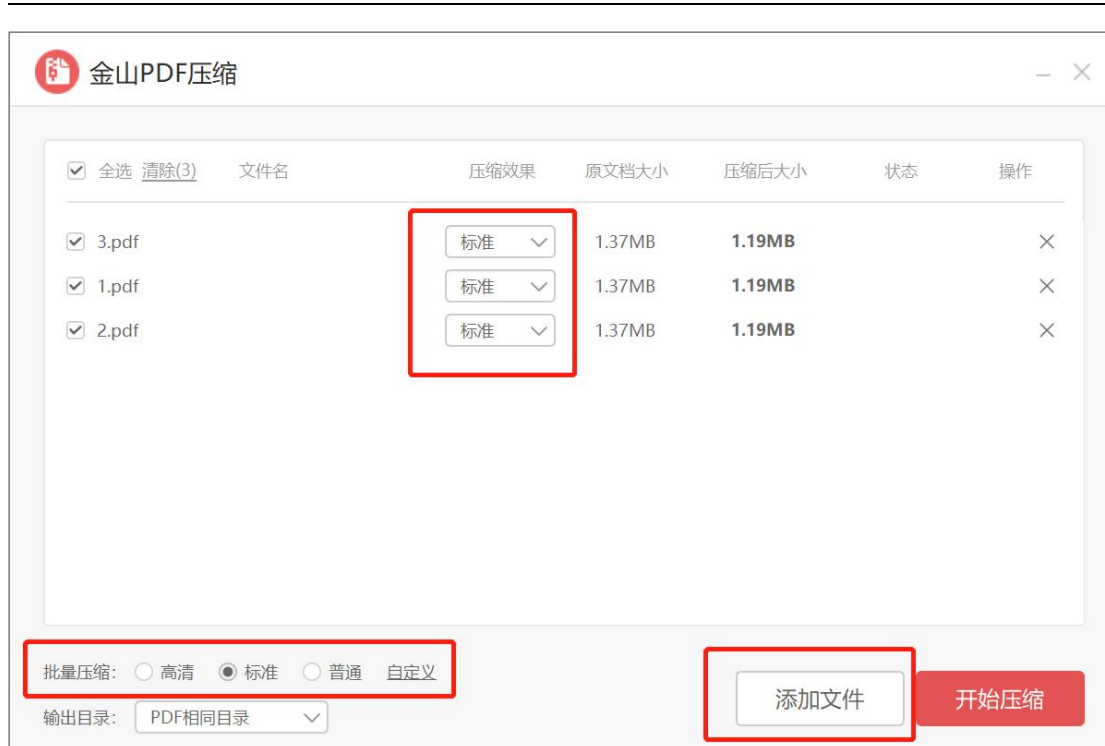 金山PDF压缩
全选 清除(3) 文件名 压缩效果 原文档大小 压缩后大小 状态 操作
3.pdf 标准 1.37MB 1.19MB
1.pdf 标准 1.37MB 1.19MB
2.pdf 标准 1.37MB 1.19MB
批量压缩: 高清 标准 普通 自定义
输出目录: PDF相同目录 添加文件 开始压缩